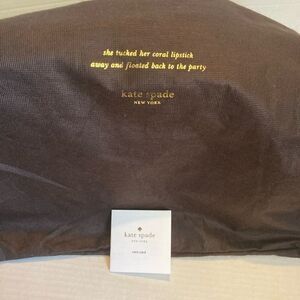 she tucked her coral lipstick
away and floated back to the party
kate spade
NEW YORK
kate spade
NEW YORK